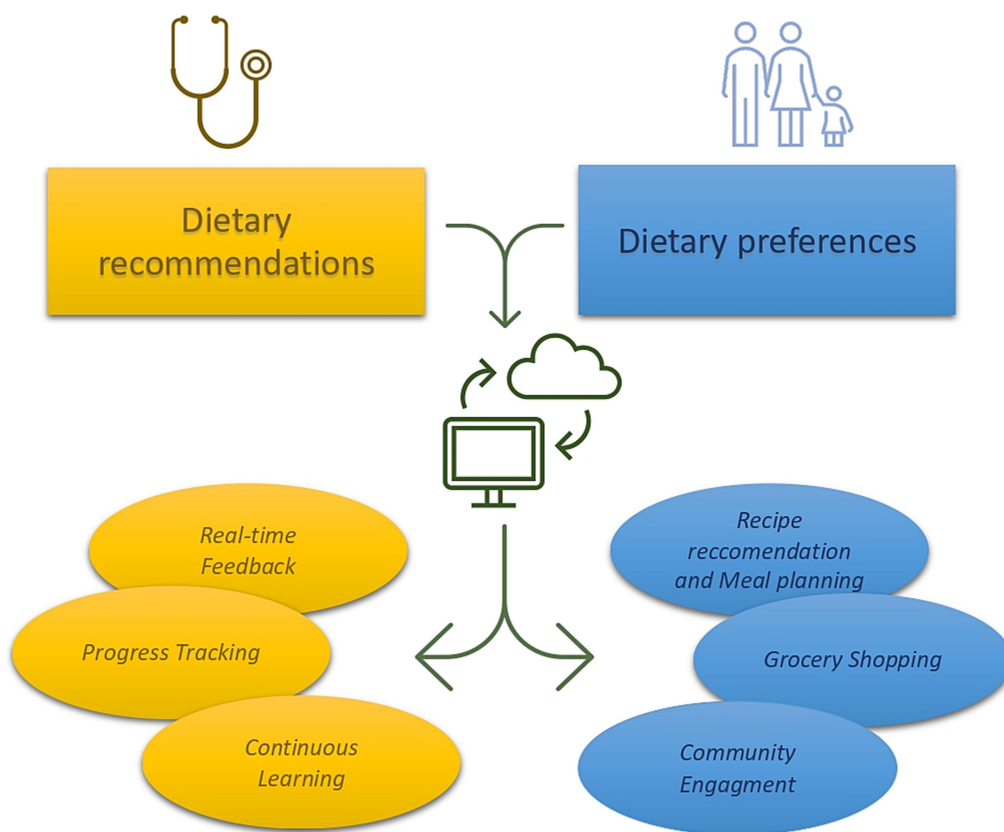 Dietary
recommendations
Dietary preferences
Real-time
Feedback
Progress Tracking
Continuous
Learning
Recipe
reccomendation
and Meal planning
Grocery Shopping
Community
Engagment